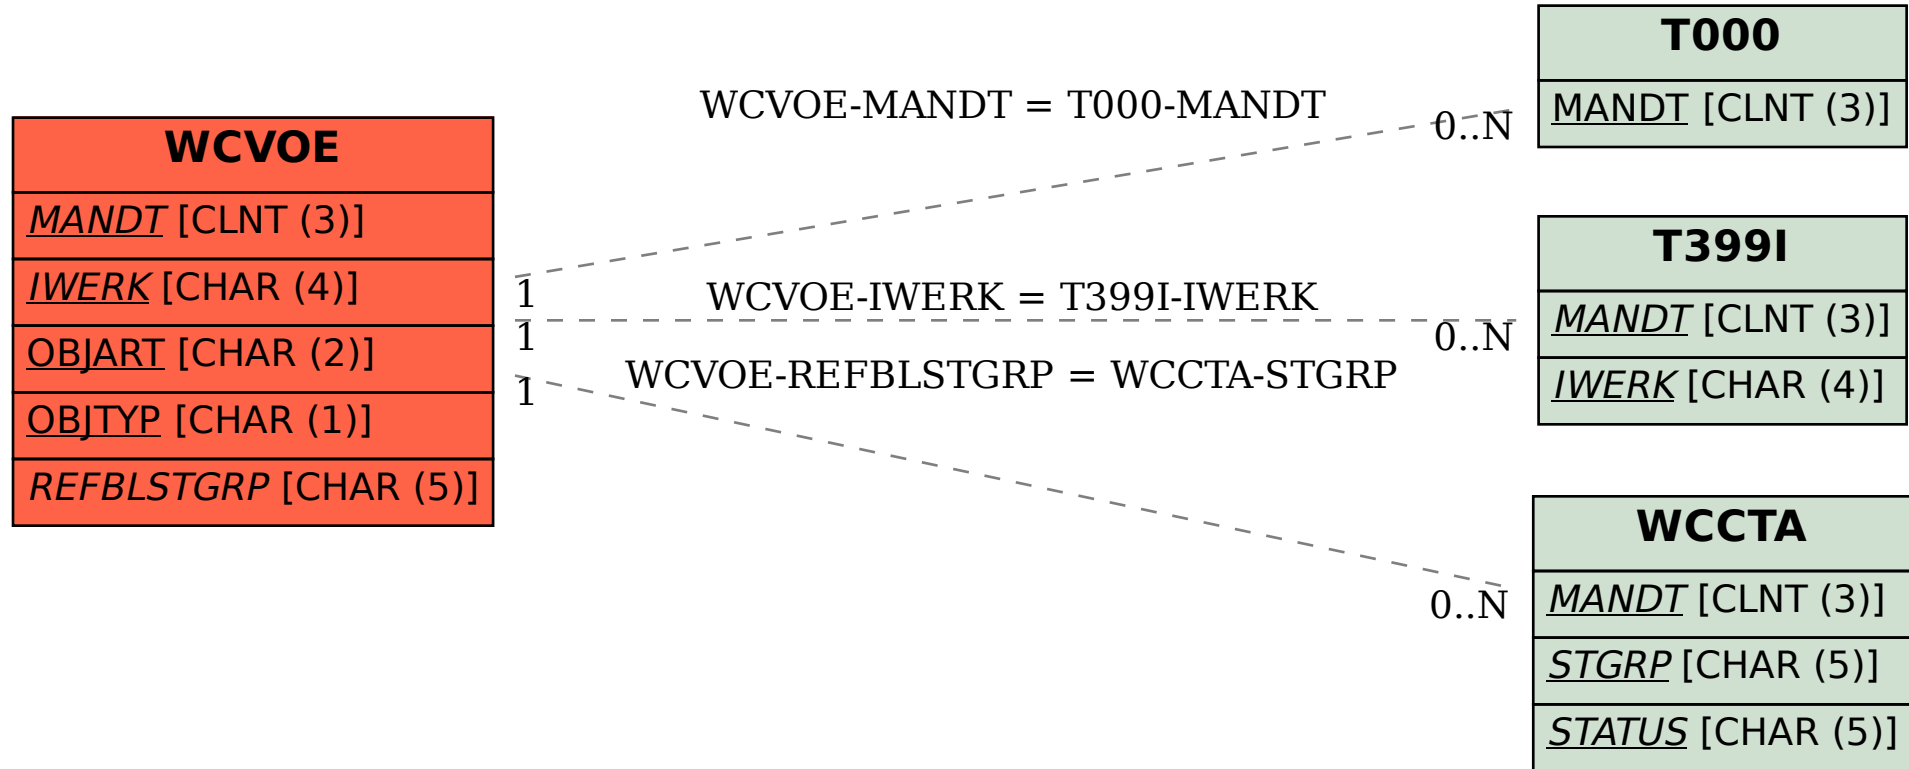 WCVOE
MANDT [CLNT (3)]
IWERK [CHAR (4)]
OBJART [CHAR (2)]
OBJTYP [CHAR (1)]
REFBLSTGRP [CHAR (5)]
WCVOE-MANDT = T000-MANDT
0..N
1
WCVOE-IWERK = T399I-IWERK
1
0..N
WCVOE-REFBLSTGRP = WCCTA-STGRP
1
0..N
T000
MANDT [CLNT (3)]
T399I
MANDT [CLNT (3)]
IWERK [CHAR (4)]
WCCTA
MANDT [CLNT (3)]
STGRP [CHAR (5)]
STATUS [CHAR (5)]